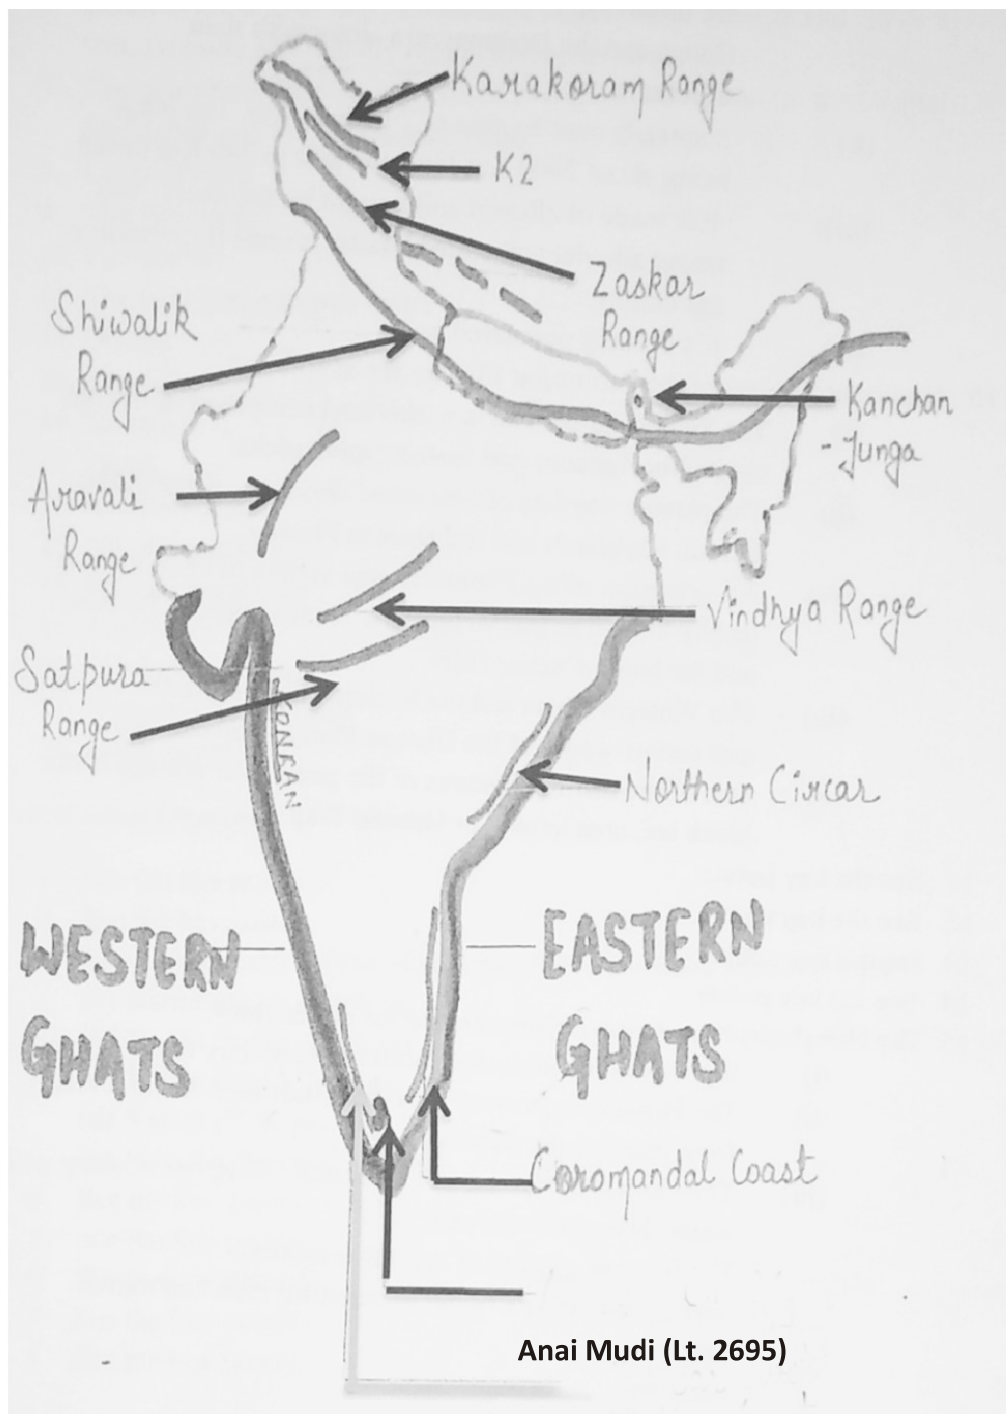 Karakoram Range
K2
Zaskar
Range
Shiwalik
Range
Kanchan
-Junga
Aravali
Range
Vindhya Range
Satpura
Range
KONKAN
Northern Circar
WESTERN
GHATS
EASTERN
GHATS
Coromandal Coast
Anai Mudi (Lt. 2695)